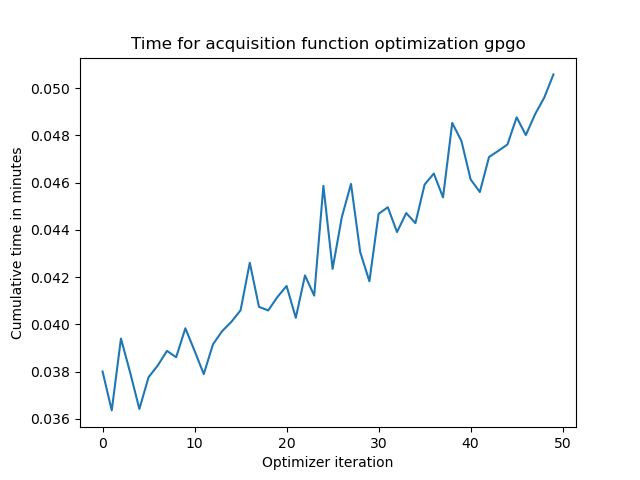 Time for acquisition function optimization gpgo
0.050
0.048
0.046
0.044
0.042
0.040
0.038
0.036
Cumulative time in minutes
0 10 20 30 40 50
Optimizer iteration